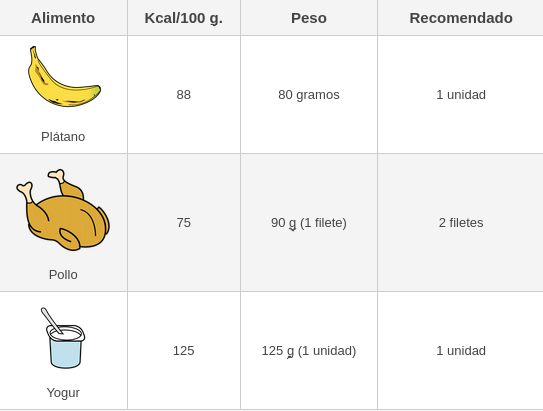 Alimento Kcal/100 g. Peso Recomendado
88 80 gramos 1 unidad
Plátano
75 90 g (1 filete) 2 filetes
Pollo
125 125 g (1 unidad) 1 unidad
Yogur